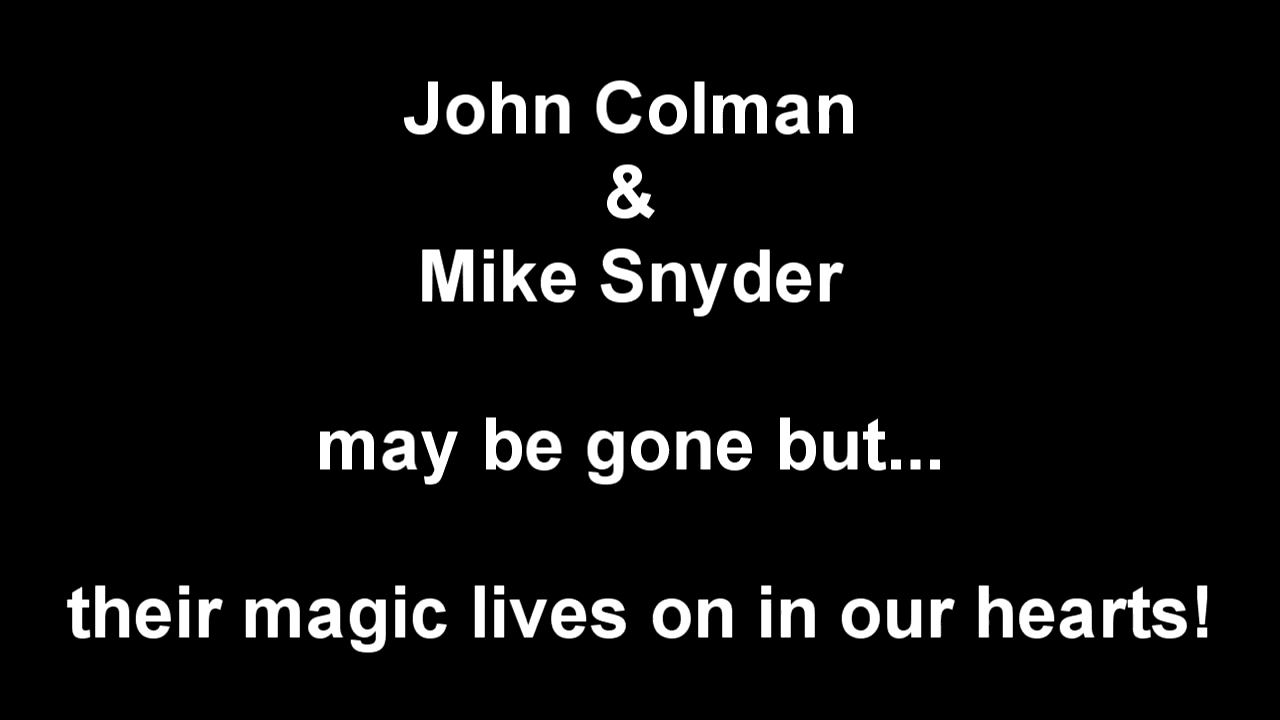 John Colman
&
Mike Snyder
may be gone but...
their magic lives on in our hearts!